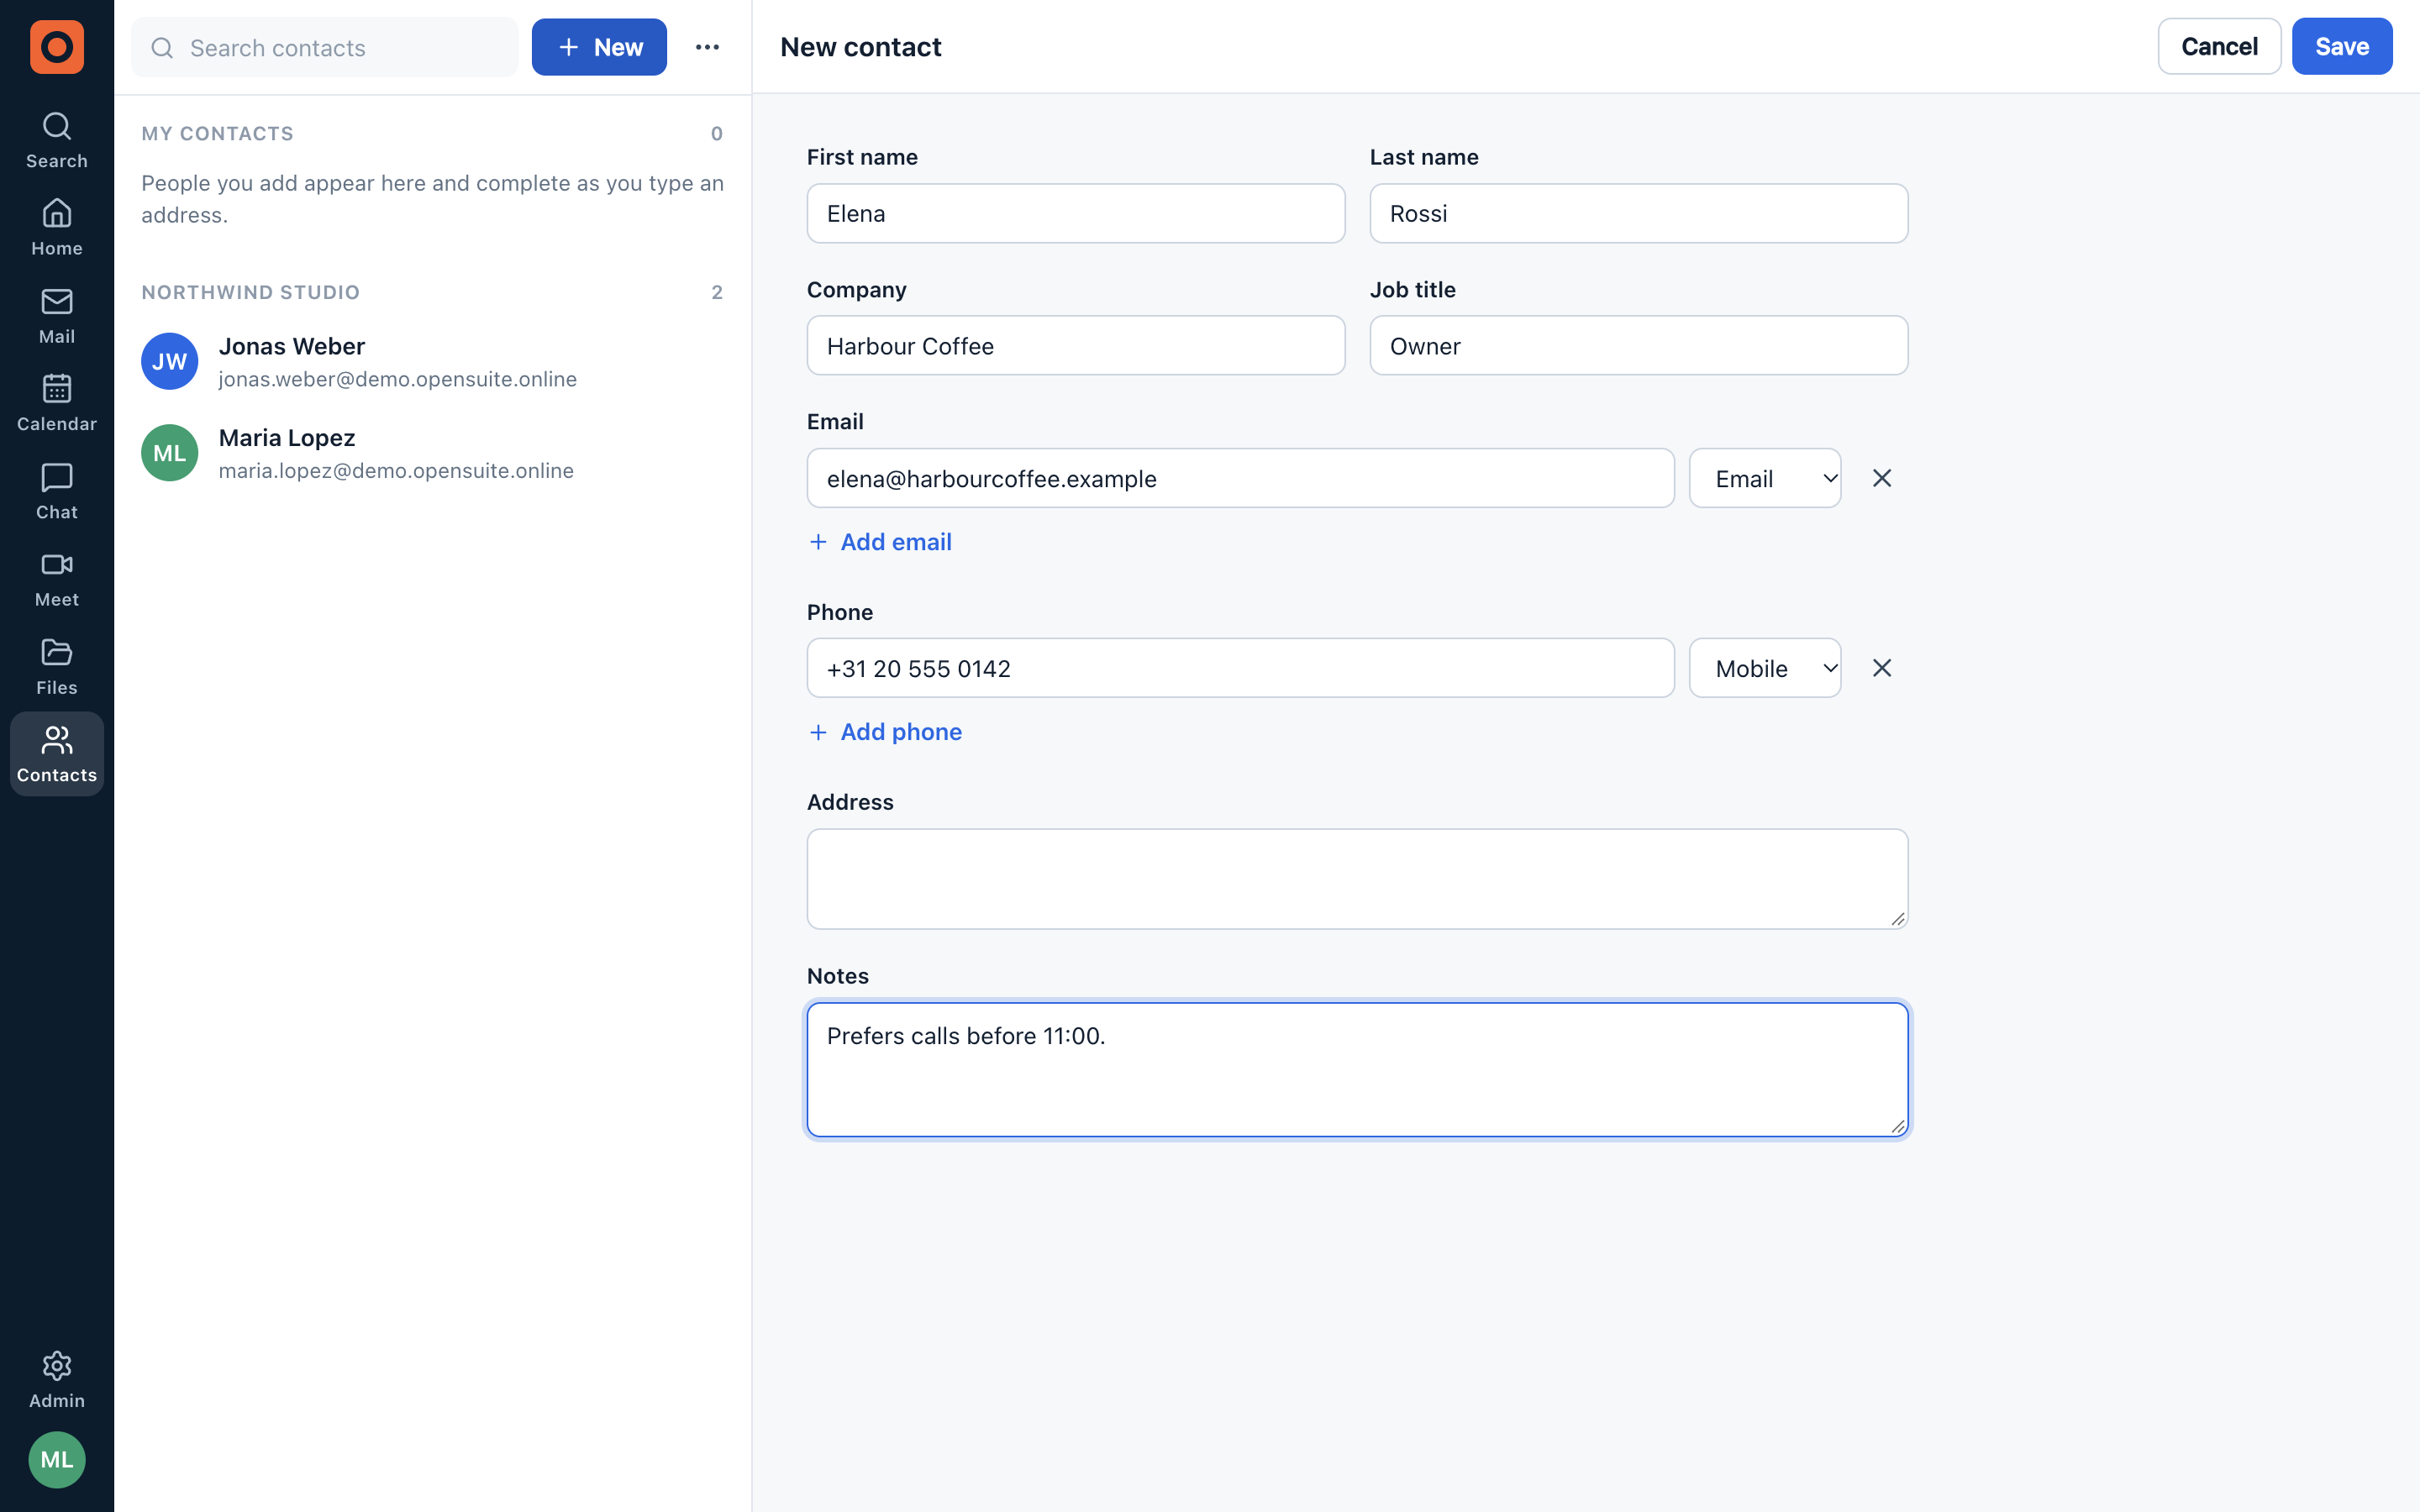 Search
Home
Mail
Calendar
Chat
Meet
Files
Contacts
Admin
ML
Search contacts
New
MY CONTACTS 0
People you add appear here and complete as you type an
address.
NORTHWIND STUDIO 2
JW
Jonas Weber
jonas.weber@demo.opensuite.online
ML
Maria Lopez
maria.lopez@demo.opensuite.online
New contact
Cancel
Save
First name Last name
Elena Rossi
Company Job title
Harbour Coffee Owner
Email
elena@harbourcoffee.example Email
Add email
Phone
+31 20 555 0142 Mobile
Add phone
Address
Notes
Prefers calls before 11:00.